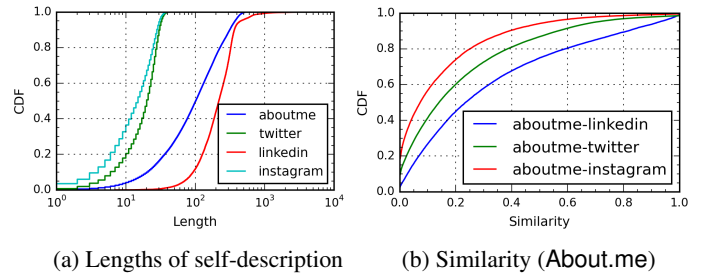 1.0
0.8
0.6
0.4
0.2
0.0
CDF
10^0 10^1 10^2 10^3 10^4
Length
aboutme
twitter
linkedin
instagram
(a) Lengths of self-description
1.0
0.8
0.6
0.4
0.2
0.0
CDF
0.0 0.2 0.4 0.6 0.8 1.0
Similarity
aboutme-linkedin
aboutme-twitter
aboutme-instagram
(b) Similarity (About.me)